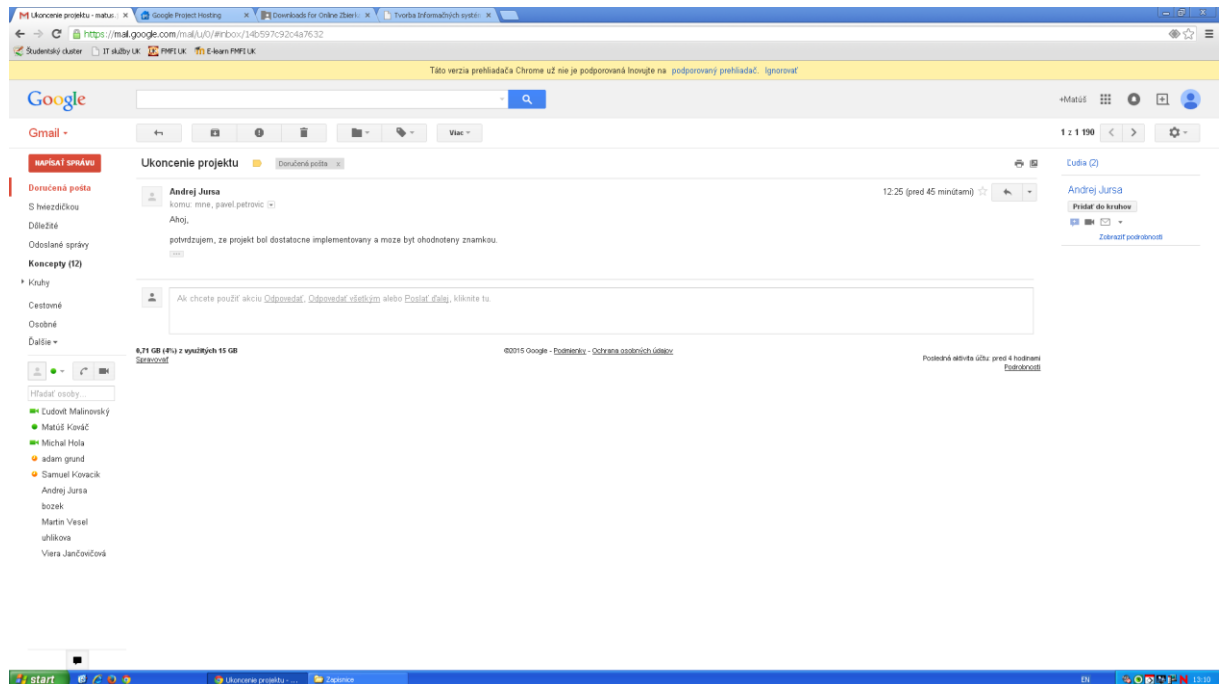 Ukoncenie projektu - matus.j
Google Project Hosting
Downloads for Online Zbierk
Tvorba Informačných systém
https://mail.google.com/mail/u/0/#inbox/14b597c92c4a7632
Študentský cluster
IT služby UK
FMFI UK
E-learn FMFI UK
Táto verzia prehliadača Chrome už nie je podporovaná Inovujte na podporovaný prehliadač. Ignorovať
Google
+Matúš
Gmail
Viac
1 z 1 190
NAPÍSAŤ SPRÁVU
Ukoncenie projektu
Doručená pošta x
Ľudia (2)
Doručená pošta
S hviezdičkou
Dôležité
Odoslané správy
Koncepty (12)
Kruhy
Cestovné
Osobné
Ďalšie
Andrej Jursa
12:25 (pred 45 minútami)
komu: mne, pavel.petrovic
Ahoj,
potvrdzujem, ze projekt bol dostatocne implementovany a moze byt ohodnoteny znamkou.
Andrej Jursa
Pridať do kruhov
Zobraziť podrobnosti
Ak chcete použiť akciu Odpovedať, Odpovedať všetkým alebo Poslať ďalej, kliknite tu.
0,71 GB (4%) z využitých 15 GB
Spravovať
©2015 Google - Podmienky - Ochrana osobných údajov
Posledná aktivita účtu: pred 4 hodinami
Podrobnosti
Hľadať osoby...
Ľudovít Malinovský
Matúš Kováč
Michal Hola
adam grund
Samuel Kovacik
Andrej Jursa
bozek
Martin Vesel
uhlikova
Viera Jančovičová
start
Ukoncenie projektu - ...
Zapisnice
EN
13:10